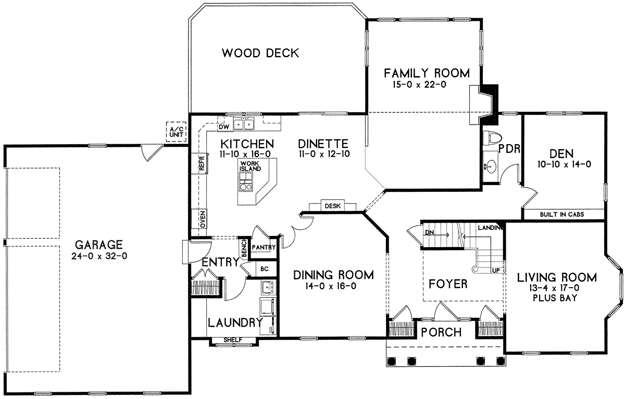 WOOD DECK
FAMILY ROOM
15-0 x 22-0
A/C
UNIT
DW
KITCHEN
11-10 x 16-0
DINETTE
11-0 x 12-10
PDR
DEN
10-10 x 14-0
REFR
WORK
ISLAND
OVEN
DESK
BUILT IN CABS
GARAGE
24-0 x 32-0
BENCH
PANTRY
ENTRY
BC
DN
LANDING
UP
DINING ROOM
14-0 x 16-0
FOYER
LIVING ROOM
13-4 x 17-0
PLUS BAY
LAUNDRY
SHELF
PORCH